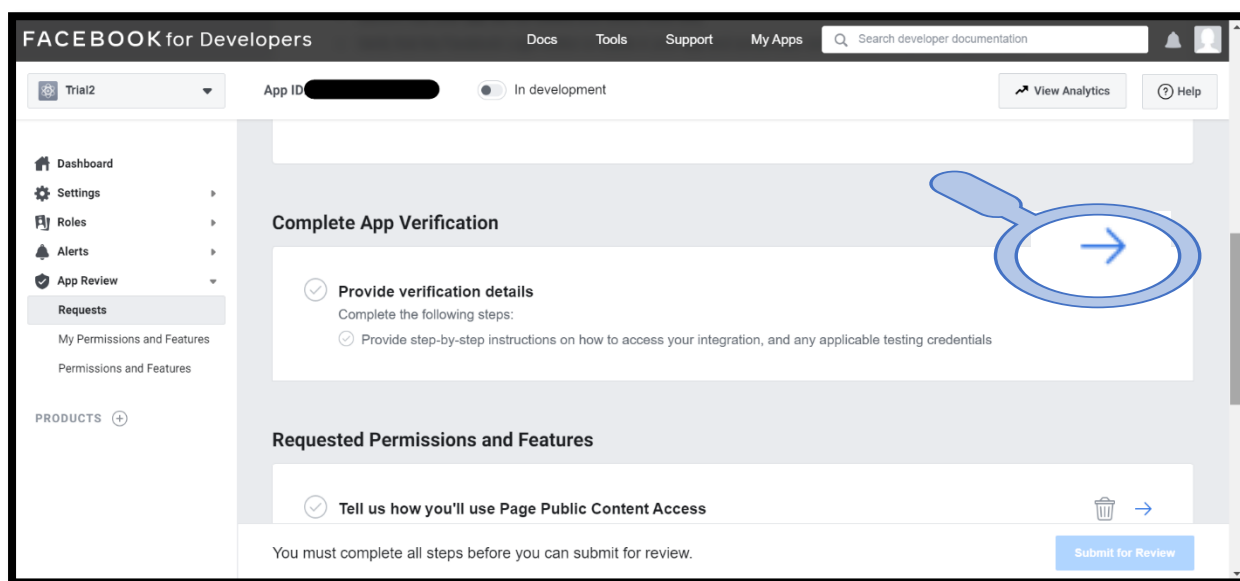 FACEBOOK for Developers
Docs Tools Support My Apps Search developer documentation
Trial2
App ID
In development
View Analytics
Help
Dashboard
Settings
Roles
Alerts
App Review
Requests
My Permissions and Features
Permissions and Features
PRODUCTS
Complete App Verification
Provide verification details
Complete the following steps:
Provide step-by-step instructions on how to access your integration, and any applicable testing credentials
Requested Permissions and Features
Tell us how you'll use Page Public Content Access
You must complete all steps before you can submit for review.
Submit for Review